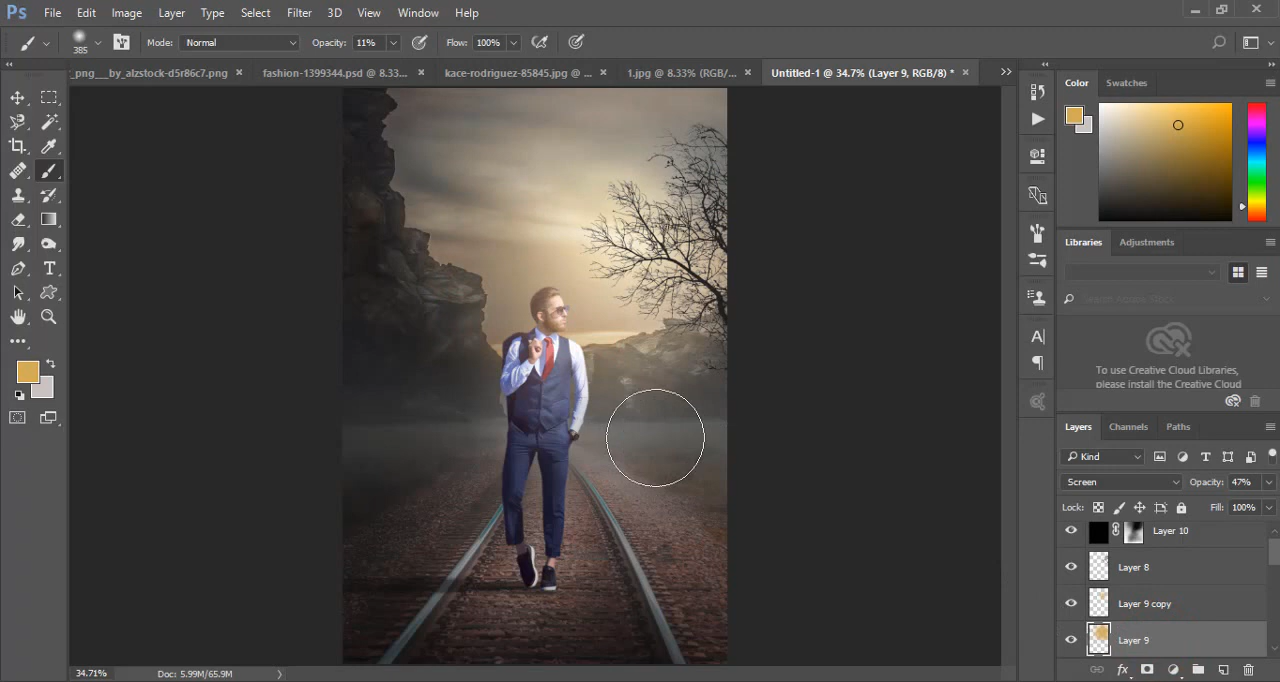 Ps File Edit Image Layer Type Select Filter 3D View Window Help
385 Mode: Normal Opacity: 11% Flow: 100%
_png___by_alzstock-d5r86c7.png × fashion-1399344.psd @ 8.33... × kace-rodriguez-85845.jpg @ ... × 1.jpg @ 8.33% (RGB/... × Untitled-1 @ 34.7% (Layer 9, RGB/8) * ×
Color Swatches
Libraries Adjustments
Search Adobe Stock
To use Creative Cloud Libraries,
please install the Creative Cloud
Layers Channels Paths
Kind
Screen Opacity: 47%
Lock: Fill: 100%
Layer 10
Layer 8
Layer 9 copy
Layer 9
34.71% Doc: 5.99M/65.9M